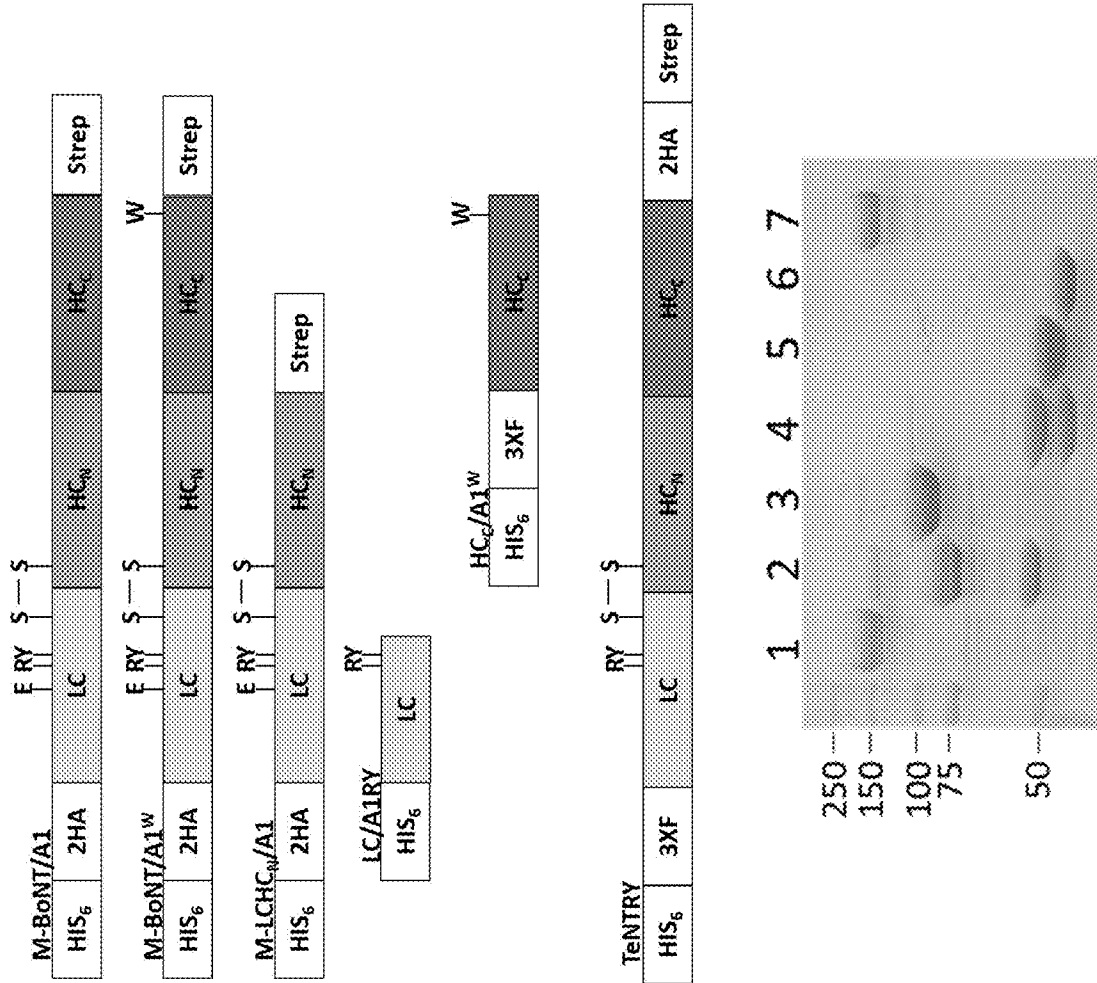 M-BoNT/A1
E RY S — S
HIS6 2HA LC HCN HCC Strep
M-BoNT/A1W
E RY S — S W
HIS6 2HA LC HCN HCC Strep
M-LCHCN/A1
E RY S — S
HIS6 2HA LC HCN Strep
LC/A1RY
RY
HIS6 LC
HCC/A1W
W
HIS6 3XF HCC
TeNTRY
RY S — S
HIS6 3XF LC HCN HCC 2HA Strep
1 2 3 4 5 6 7
250
150
100
75
50